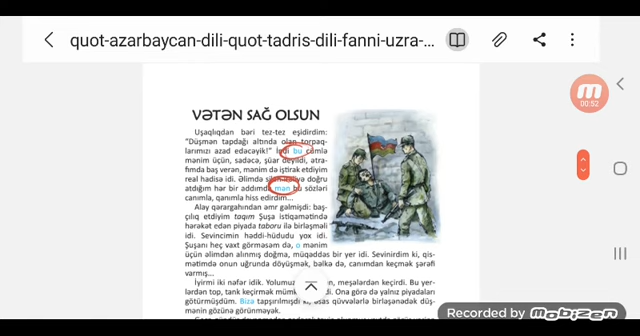 quot-azarbaycan-dili-quot-tadris-dili-fanni-uzra-...
00:52
VƏTƏN SAĞ OLSUN
Uşaqlıqdan bəri tez-tez eşidirdim:
"Düşmən tapdağı altında olan torpaq-
larımızı azad edəcəyik!" İndi bu cümlə
mənim üçün, sadəcə, şüar deyildi, ətra-
fımda baş verən, mənim də iştirak etdiyim
real hadisə idi. Əlimdə silah irəliyə doğru
atdığım hər bir addımda mən bu sözləri
canımla, qanımla hiss edirdim...
Alay qərargahından əmr gəlmişdi: baş-
çılıq etdiyim taqım Şuşa istiqamətində
hərəkət edən piyada taboru ilə birləşməli
idi. Sevincimin həddi-hüdudu yox idi.
Şuşanı heç vaxt görməsəm də, o mənim
üçün əlimdən alınmış doğma, müqəddəs bir yer idi. Sevinirdim ki, qis-
mətimdə onun uğrunda döyüşmək, bəlkə də, canımdan keçmək şərəfi
varmış...
İyirmi iki nəfər idik. Yolumuz meşələrdən keçirdi. Bu yer-
lərdən top, tank keçirmək idi. Ona görə də yalnız piyadaları
götürmüşdüm. Bizə tapşırılmışdı ki, əsas qüvvələrlə birləşənədək düş-
mənin gözünə görünməyək.
Recorded by
MOBIZEN